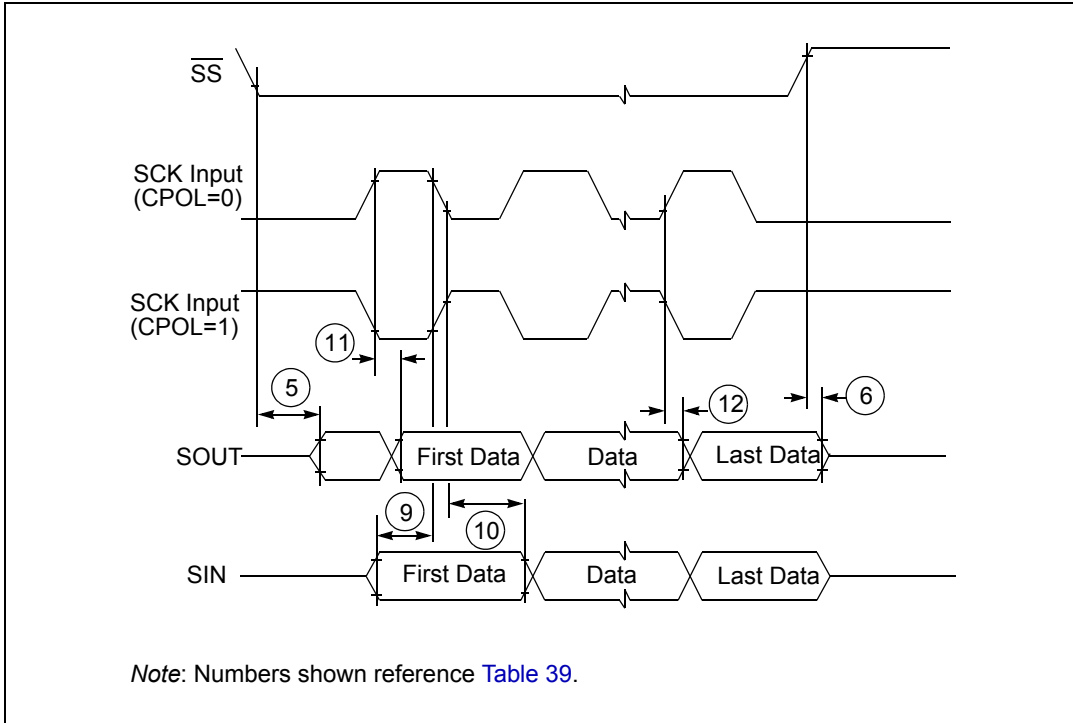 SS
SCK Input
(CPOL=0)
SCK Input
(CPOL=1)
11
5
12
6
SOUT
First Data
Data
Last Data
9
10
SIN
First Data
Data
Last Data
Note: Numbers shown reference Table 39.